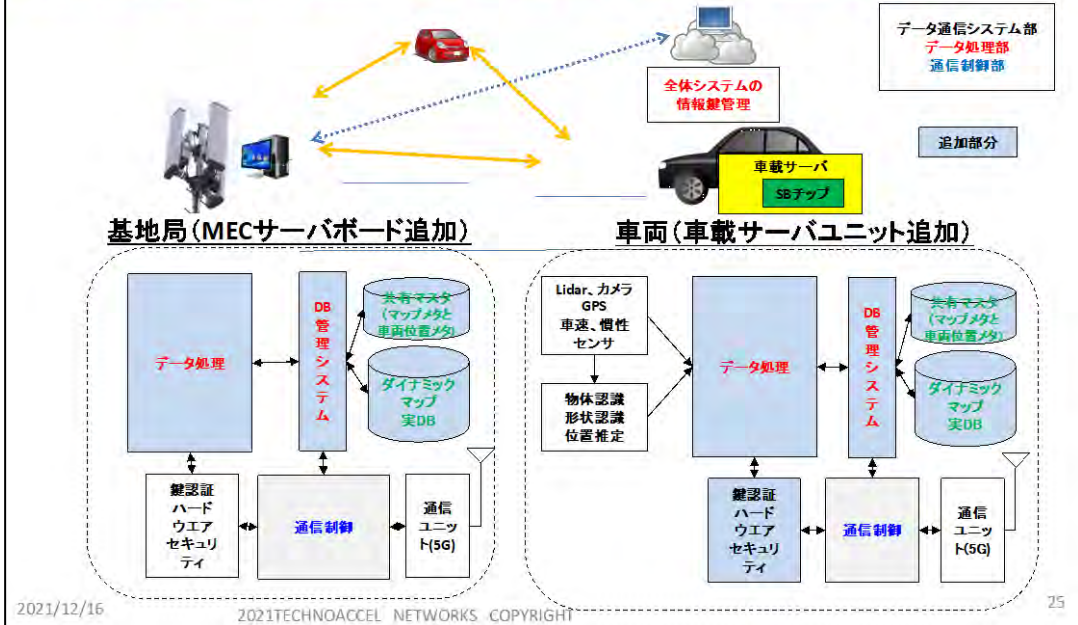 データ通信システム部
データ処理部
通信制御部
全体システムの
情報鍵管理
追加部分
車載サーバ
SBチップ
基地局(MECサーバボード追加)
車両(車載サーバユニット追加)
データ処理
DB
管
理
シ
ス
テ
ム
共有マスタ
(マップメタと
車両位置メタ)
ダイナミック
マップ
実DB
鍵認証
ハード
ウエア
セキュリ
ティ
通信制御
通信
ユニッ
ト(5G)
Lidar、カメラ
GPS
車速、慣性
センサ
物体認識
形状認識
位置推定
データ処理
DB
管
理
シ
ス
テ
ム
共有マスタ
(マップメタと
車両位置メタ)
ダイナミック
マップ
実DB
鍵認証
ハード
ウエア
セキュリ
ティ
通信制御
通信
ユニッ
ト(5G)
2021/12/16
2021TECHNOACCEL NETWORKS COPYRIGHT
25